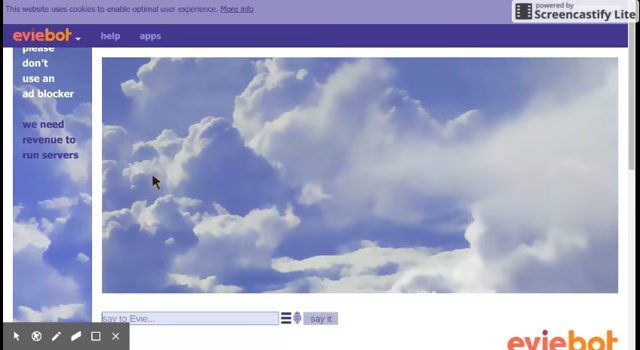 This website uses cookies to enable optimal user experience. More info
powered by
Screencastify Lite
eviebot
help
apps
please
don't
use an
ad blocker
we need
revenue to
run servers
say to Evie...
say it
eviebot